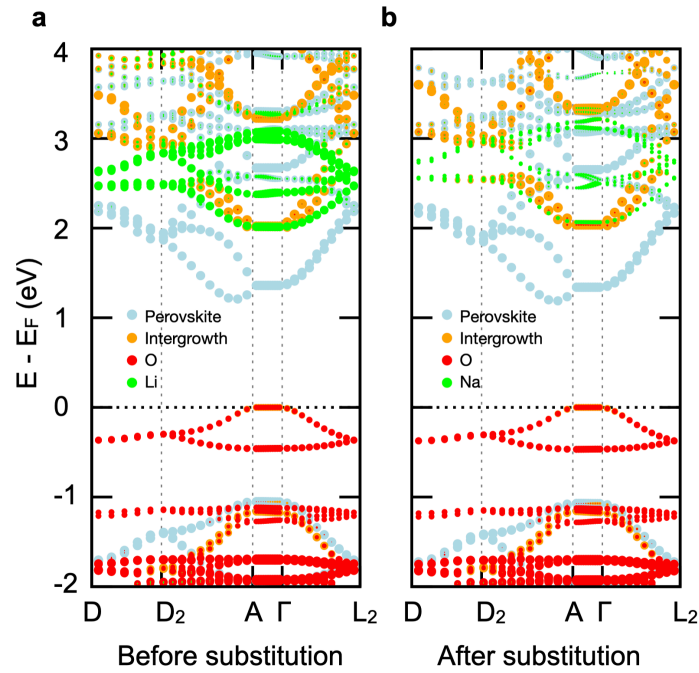 a
b
4
3
2
1
0
-1
-2
E - E_F (eV)
Perovskite
Intergrowth
O
Li
Perovskite
Intergrowth
O
Na
D D₂ A Γ L₂
D D₂ A Γ L₂
Before substitution
After substitution